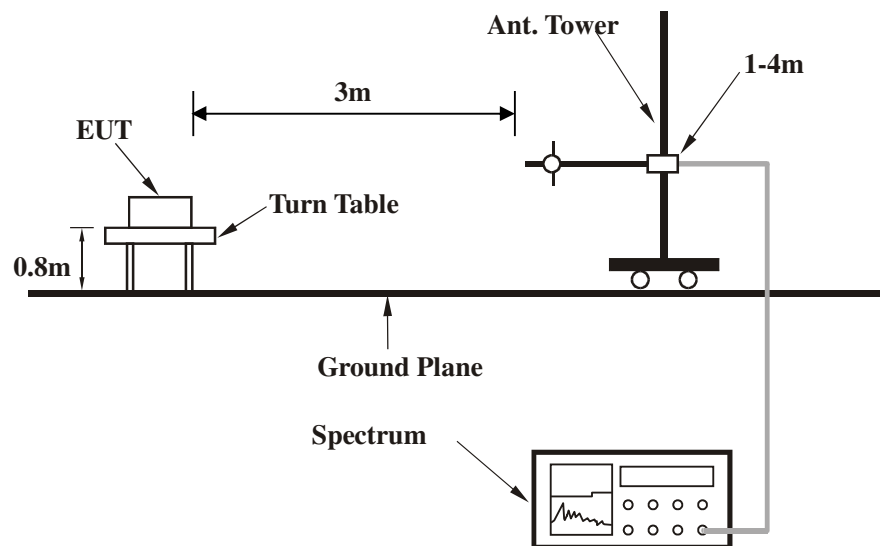 Ant. Tower
1-4m
3m
EUT
Turn Table
0.8m
Ground Plane
Spectrum